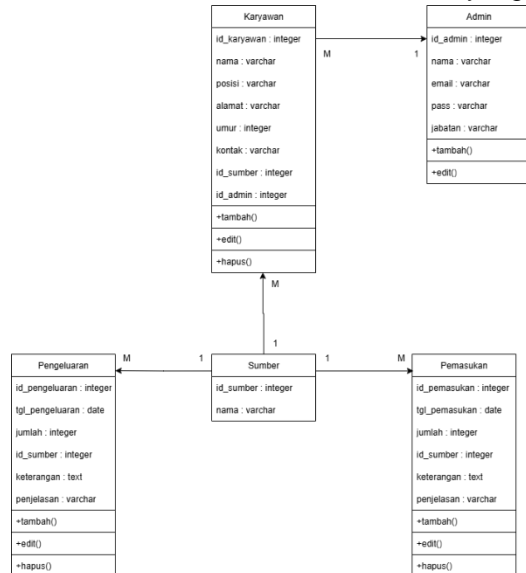 Karyawan
id_karyawan : integer
nama : varchar
posisi : varchar
alamat : varchar
umur : integer
kontak : varchar
id_sumber : integer
id_admin : integer
+tambah()
+edit()
+hapus()
M
1
Admin
id_admin : integer
nama : varchar
email : varchar
pass : varchar
jabatan : varchar
+tambah()
+edit()
M
1
Pengeluaran
id_pengeluaran : integer
tgl_pengeluaran : date
jumlah : integer
id_sumber : integer
keterangan : text
penjelasan : varchar
+tambah()
+edit()
+hapus()
M
1
Sumber
id_sumber : integer
nama : varchar
1
M
Pemasukan
id_pemasukan : integer
tgl_pemasukan : date
jumlah : integer
id_sumber : integer
keterangan : text
penjelasan : varchar
+tambah()
+edit()
+hapus()